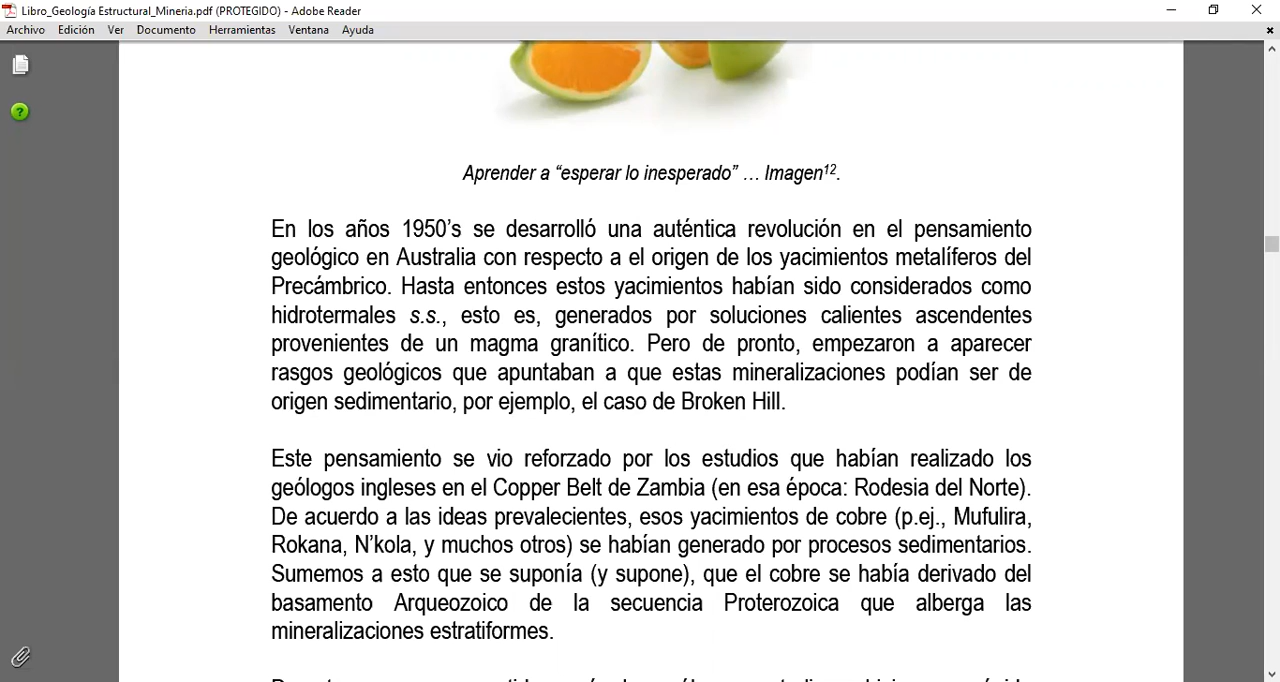 Libro_Geología Estructural_Mineria.pdf (PROTEGIDO) - Adobe Reader
Archivo Edición Ver Documento Herramientas Ventana Ayuda
Aprender a “esperar lo inesperado” … Imagen12.
En los años 1950’s se desarrolló una auténtica revolución en el pensamiento
geológico en Australia con respecto a el origen de los yacimientos metalíferos del
Precámbrico. Hasta entonces estos yacimientos habían sido considerados como
hidrotermales s.s., esto es, generados por soluciones calientes ascendentes
provenientes de un magma granítico. Pero de pronto, empezaron a aparecer
rasgos geológicos que apuntaban a que estas mineralizaciones podían ser de
origen sedimentario, por ejemplo, el caso de Broken Hill.
Este pensamiento se vio reforzado por los estudios que habían realizado los
geólogos ingleses en el Copper Belt de Zambia (en esa época: Rodesia del Norte).
De acuerdo a las ideas prevalecientes, esos yacimientos de cobre (p.ej., Mufulira,
Rokana, N’kola, y muchos otros) se habían generado por procesos sedimentarios.
Sumemos a esto que se suponía (y supone), que el cobre se había derivado del
basamento Arqueozoico de la secuencia Proterozoica que alberga las
mineralizaciones estratiformes.